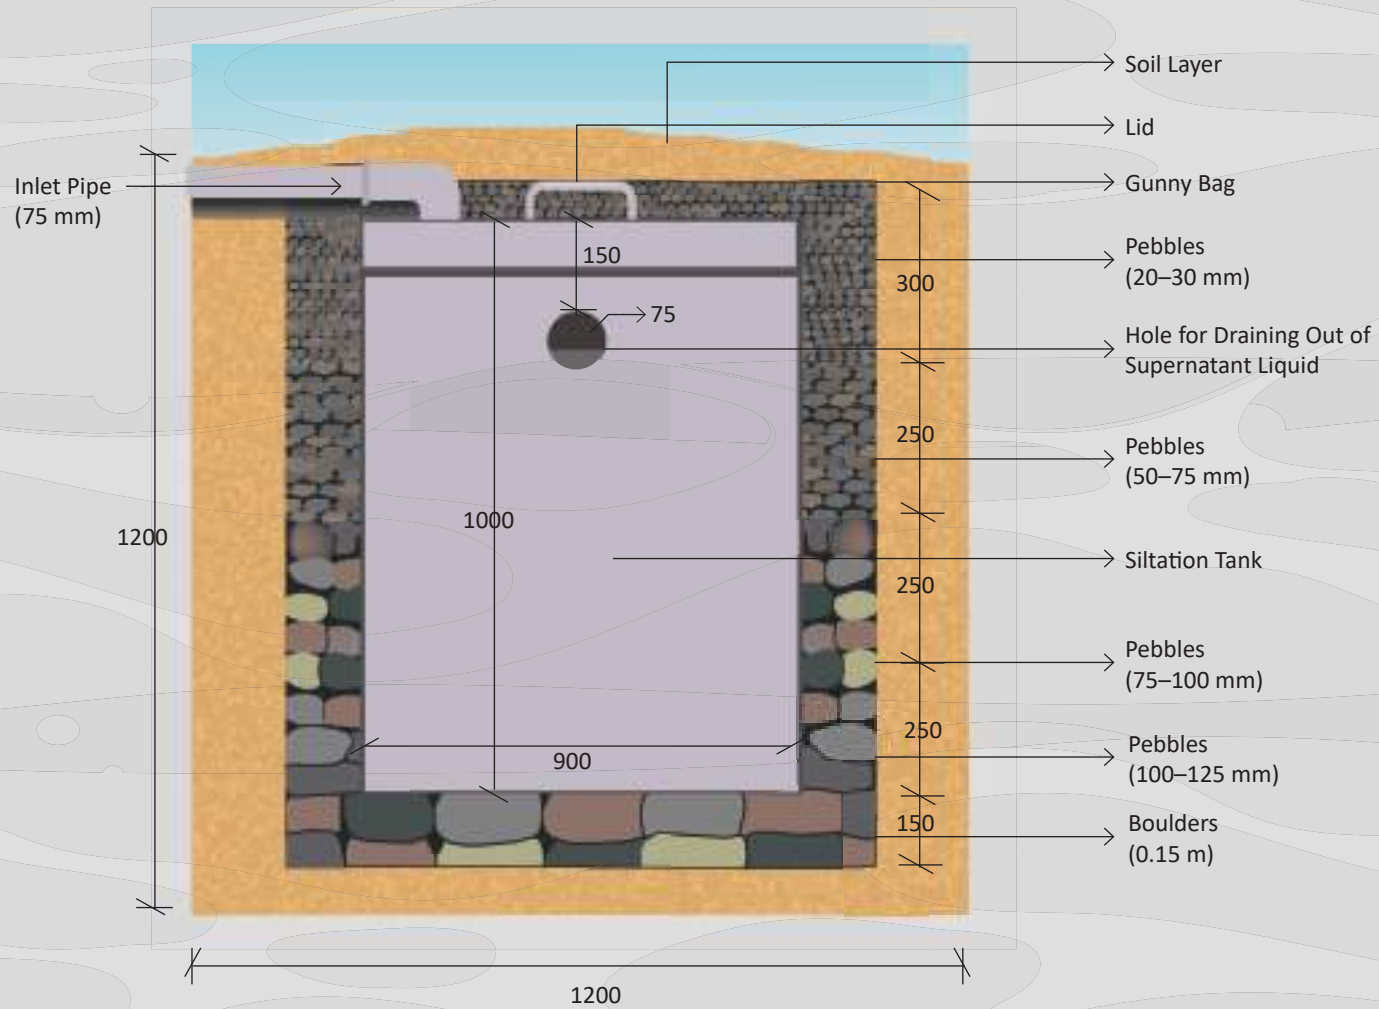 Soil Layer
Lid
Inlet Pipe
(75 mm)
Gunny Bag
150
Pebbles
(20–30 mm)
300
75
Hole for Draining Out of
Supernatant Liquid
250
Pebbles
(50–75 mm)
1000
1200
Siltation Tank
250
Pebbles
(75–100 mm)
250
900
Pebbles
(100–125 mm)
150
Boulders
(0.15 m)
1200